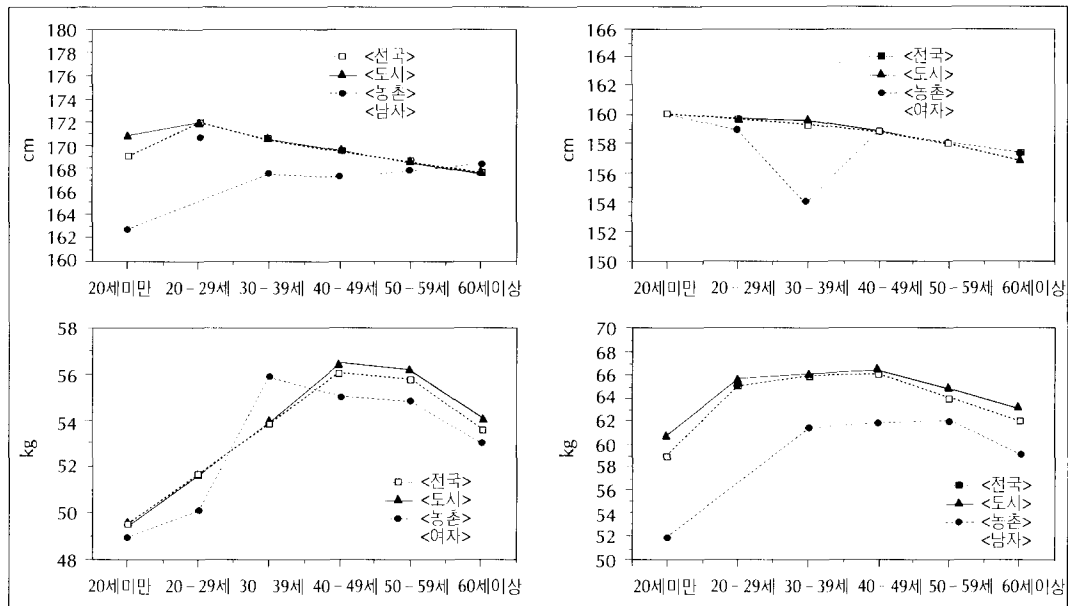 180
178
176
174
172
170
168
166
164
162
160
cm
<전국>
<도시>
<농촌>
<남자>
20세미만 20-29세 30-39세 40-49세 50-59세 60세이상
166
164
162
160
158
156
154
152
150
cm
<전국>
<도시>
<농촌>
<여자>
20세미만 20-29세 30-39세 40-49세 50-59세 60세이상
58
56
54
52
50
48
kg
<전국>
<도시>
<농촌>
<여자>
20세미만 20-29세 30 39세 40-49세 50-59세 60세이상
70
68
66
64
62
60
58
56
54
52
50
kg
<전국>
<도시>
<농촌>
<남자>
20세미만 20-29세 30-39세 40-49세 50-59세 60세이상